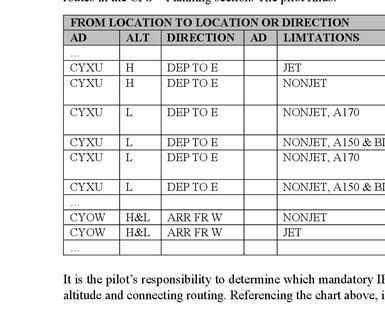 routes in the CFS – Planning section. The pilot finds:
FROM LOCATION TO LOCATION OR DIRECTION
AD ALT DIRECTION AD LIMTATIONS
...
CYXU H DEP TO E JET
CYXU H DEP TO E NONJET
CYXU L DEP TO E NONJET, A170
CYXU L DEP TO E NONJET, A150 &
CYXU L DEP TO E NONJET, A170
CYXU L DEP TO E NONJET, A150 &
...
CYOW H&L ARR FR W NONJET
CYOW H&L ARR FR W JET
...
It is the pilot's responsibility to determine which mandatory
altitude and connecting routing. Referencing the chart above,